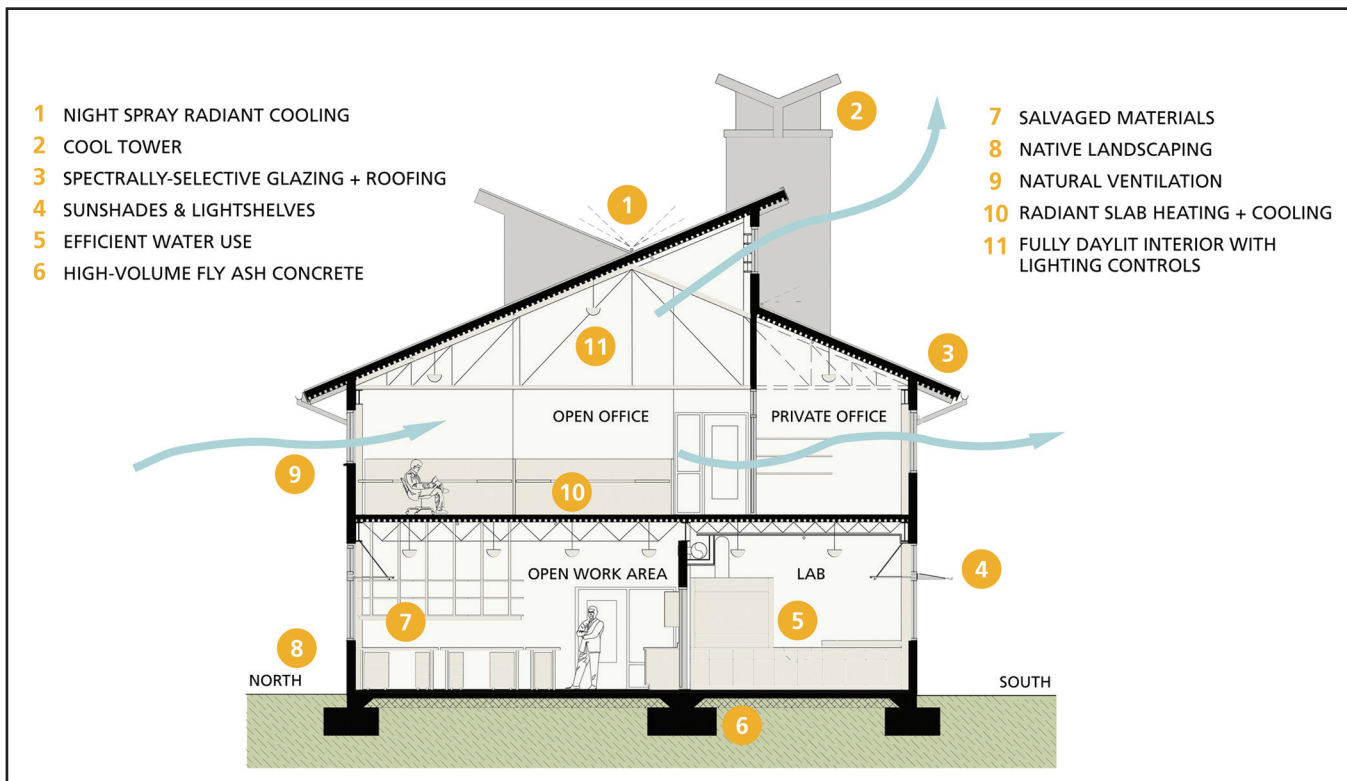 1 NIGHT SPRAY RADIANT COOLING
2 COOL TOWER
3 SPECTRALLY-SELECTIVE GLAZING + ROOFING
4 SUNSHADES & LIGHTSHELVES
5 EFFICIENT WATER USE
6 HIGH-VOLUME FLY ASH CONCRETE
7 SALVAGED MATERIALS
8 NATIVE LANDSCAPING
9 NATURAL VENTILATION
10 RADIANT SLAB HEATING + COOLING
11 FULLY DAYLIT INTERIOR WITH
LIGHTING CONTROLS
2
1
11
3
OPEN OFFICE
PRIVATE OFFICE
9
10
OPEN WORK AREA
LAB
4
7
5
8
NORTH
SOUTH
6